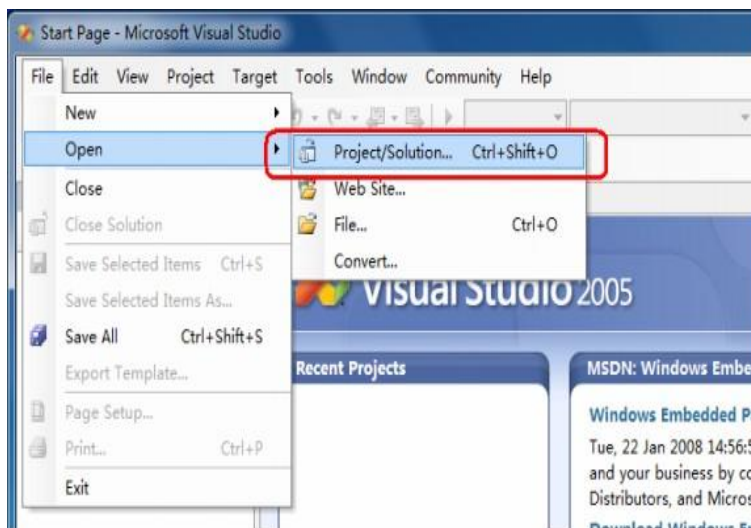 Start Page - Microsoft Visual Studio
File Edit View Project Target Tools Window Community Help
New
Open
Close
Close Solution
Save Selected Items Ctrl+S
Save Selected Items As...
Save All Ctrl+Shift+S
Export Template...
Page Setup...
Print... Ctrl+P
Exit
Project/Solution... Ctrl+Shift+O
Web Site...
File... Ctrl+O
Convert...
Visual Studio 2005
Recent Projects
MSDN: Windows Embe
Windows Embedded P
Tue, 22 Jan 2008 14:56:5
and your business by co
Distributors, and Micros
Download Windows